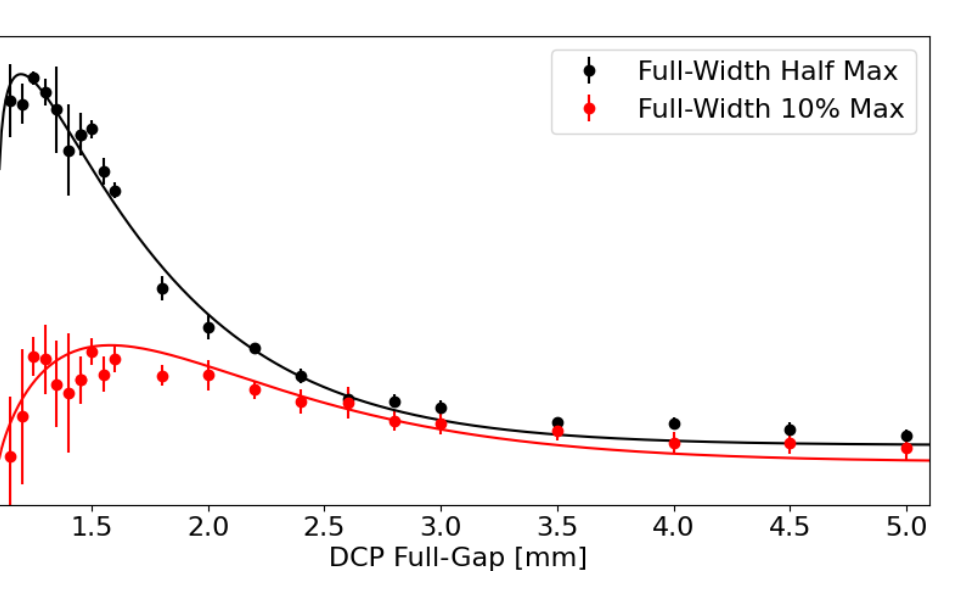 Full-Width Half Max
Full-Width 10% Max
1.5 2.0 2.5 3.0 3.5 4.0 4.5 5.0
DCP Full-Gap [mm]